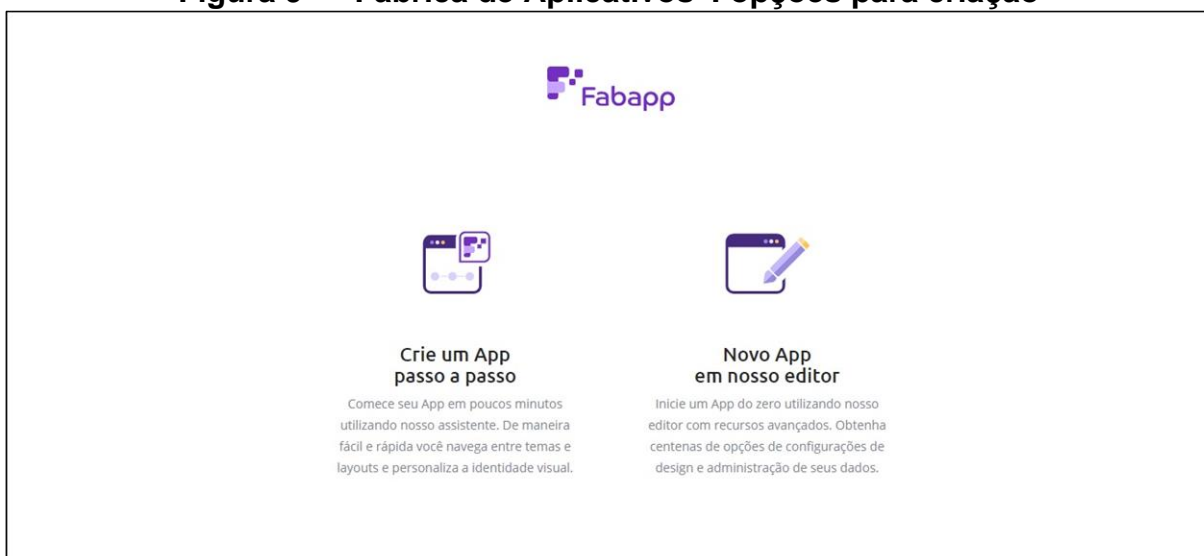 Figura Fábrica de Aplicativos opções para criação
Fabapp
Crie um App
passo a passo
Comece seu App em poucos minutos
utilizando nosso assistente. De maneira
fácil e rápida você navega entre temas e
layouts e personaliza a identidade visual.
Novo App
em nosso editor
Inicie um App do zero utilizando nosso
editor com recursos avançados. Obtenha
centenas de opções de configurações de
design e administração de seus dados.